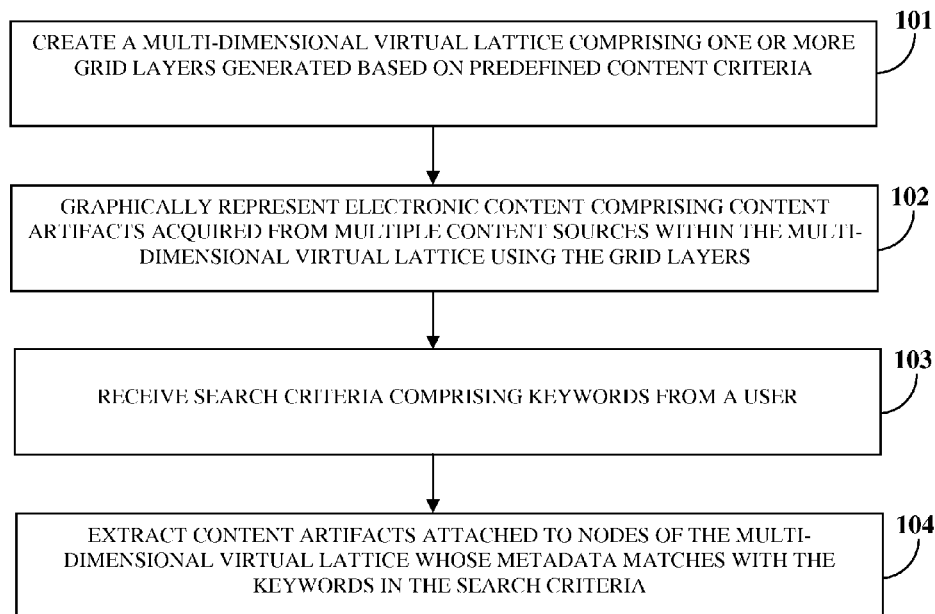 101
CREATE A MULTI-DIMENSIONAL VIRTUAL LATTICE COMPRISING ONE OR MORE
GRID LAYERS GENERATED BASED ON PREDEFINED CONTENT CRITERIA
102
GRAPHICALLY REPRESENT ELECTRONIC CONTENT COMPRISING CONTENT
ARTIFACTS ACQUIRED FROM MULTIPLE CONTENT SOURCES WITHIN THE MULTI-
DIMENSIONAL VIRTUAL LATTICE USING THE GRID LAYERS
103
RECEIVE SEARCH CRITERIA COMPRISING KEYWORDS FROM A USER
104
EXTRACT CONTENT ARTIFACTS ATTACHED TO NODES OF THE MULTI-
DIMENSIONAL VIRTUAL LATTICE WHOSE METADATA MATCHES WITH THE
KEYWORDS IN THE SEARCH CRITERIA